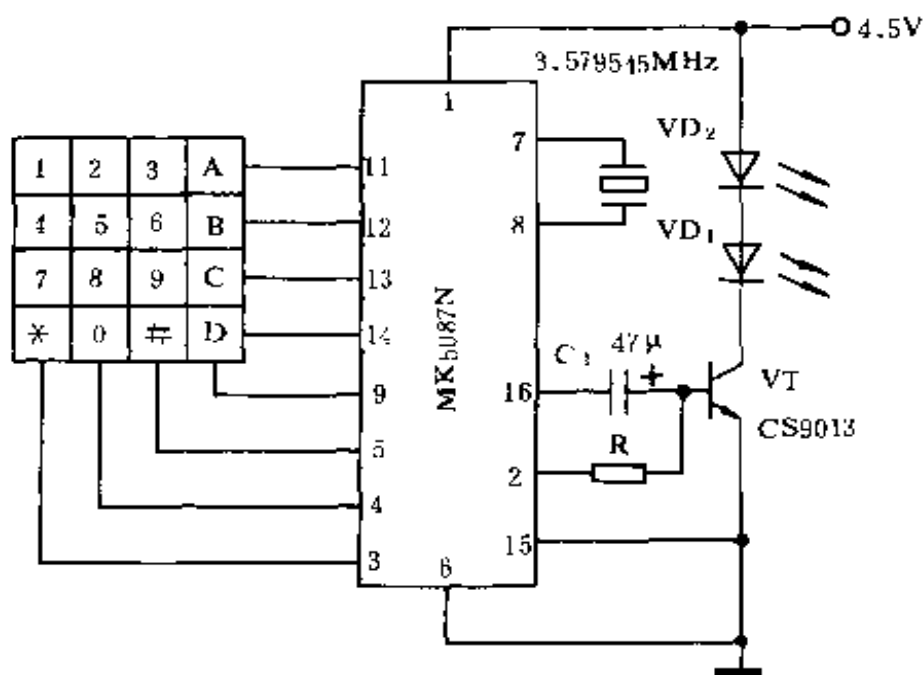 4.5V
3.579545MHz
1
7
VD₂
1 2 3 A
11
4 5 6 B
12
8
VD₁
7 8 9 C
13
* 0 # D
14
MK5087N
C₁ 47μ
+
9
16
VT
CS9013
R
5
2
4
15
3
6